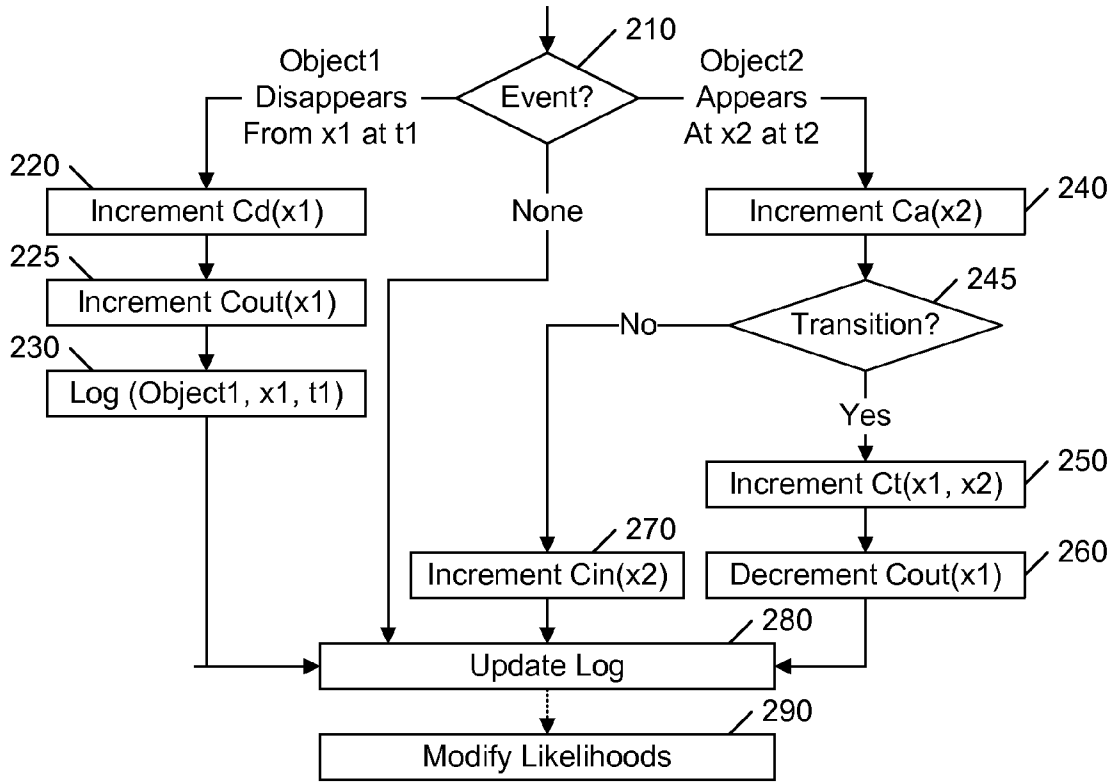 210
Object1
Disappears
From x1 at t1
Event?
Object2
Appears
At x2 at t2
220
Increment Cd(x1)
None
240
Increment Ca(x2)
225
Increment Cout(x1)
245
Transition?
No
230
Log (Object1, x1, t1)
Yes
250
Increment Ct(x1, x2)
270
Increment Cin(x2)
260
Decrement Cout(x1)
280
Update Log
290
Modify Likelihoods